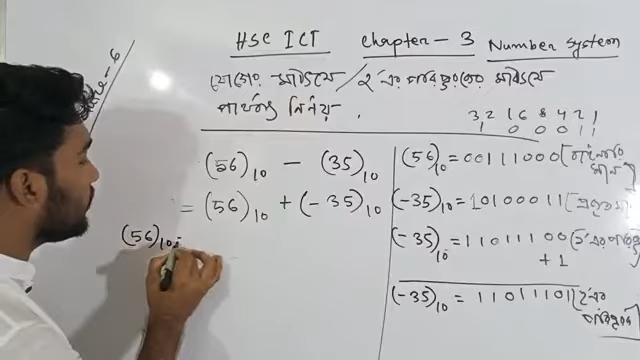 HSC ICT Chapter - 3 Number System
যোগের মাধ্যমে / 2'এর পরিপূরকের মাধ্যমে
পার্থক্য নির্ণয় -
32 16 8 4 2 1
1 0 0 0 1 1
(56)10 - (35)10
= (56)10 + (-35)10
(56)10
(56)10 = 00111000
(-35)10 = 10100011
(-35)10 = 11011100
+ 1
(-35)10 = 11011101